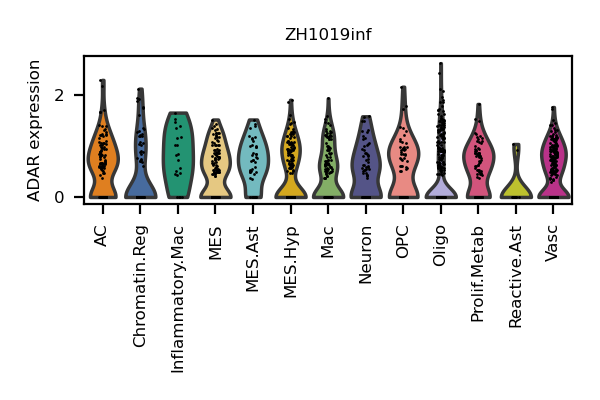 ZH1019inf
ADAR expression
2
0
AC
Chromatin.Reg
Inflammatory.Mac
MES
MES.Ast
MES.Hyp
Mac
Neuron
OPC
Oligo
Prolif.Metab
Reactive.Ast
Vasc